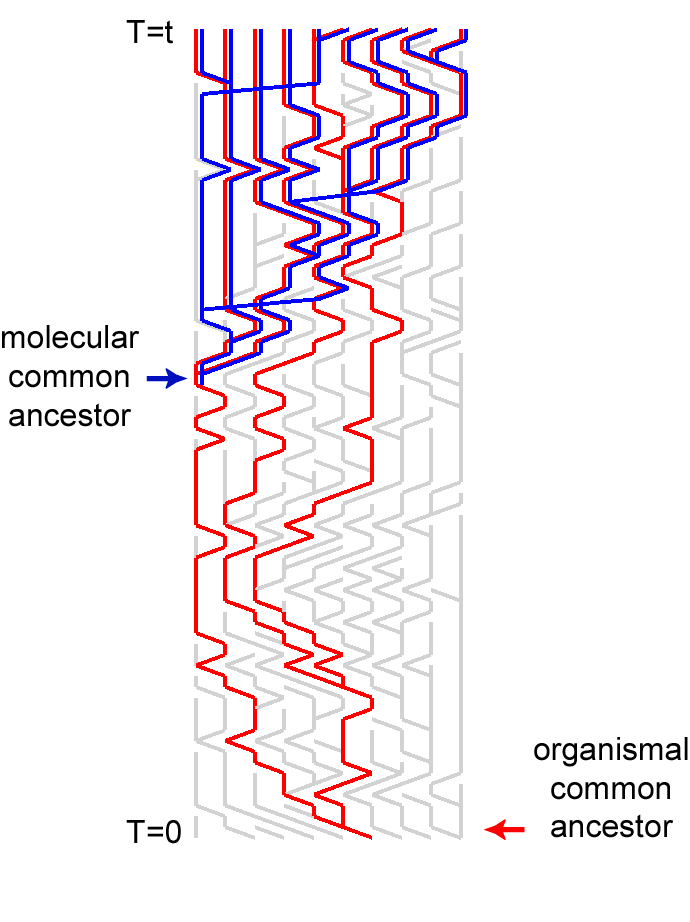 T=t
molecular
common
ancestor
organismal
common
ancestor
T=0